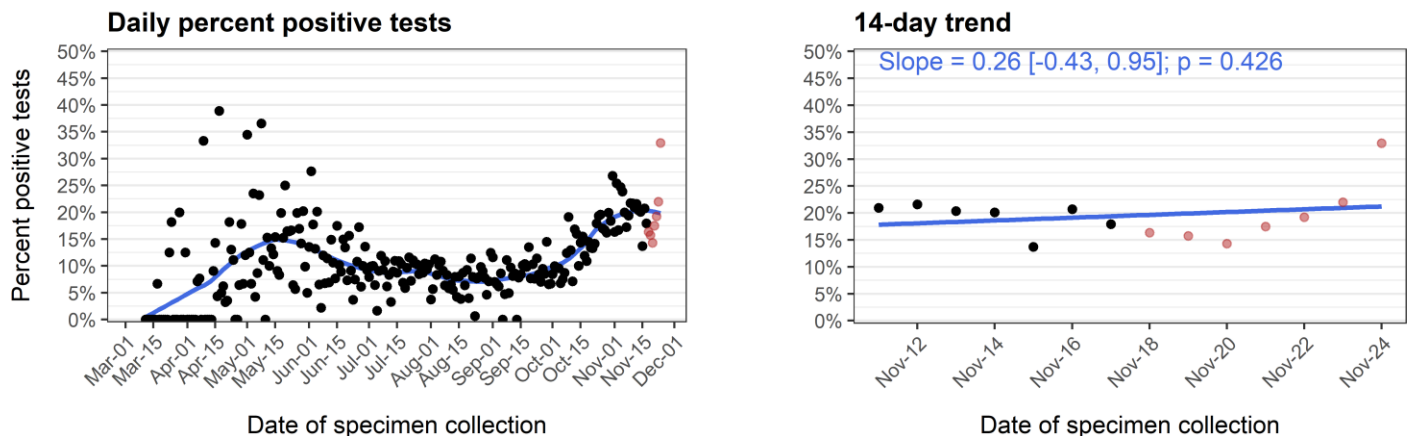 Daily percent positive tests
14-day trend
Percent positive tests
50%
45%
40%
35%
30%
25%
20%
15%
10%
5%
0%
Mar-01
Mar-15
Apr-01
Apr-15
May-01
May-15
Jun-01
Jun-15
Jul-01
Jul-15
Aug-01
Aug-15
Sep-01
Sep-15
Oct-01
Oct-15
Nov-01
Nov-15
Dec-01
Date of specimen collection
Slope = 0.26 [-0.43, 0.95]; p = 0.426
50%
45%
40%
35%
30%
25%
20%
15%
10%
5%
0%
Nov-12
Nov-14
Nov-16
Nov-18
Nov-20
Nov-22
Nov-24
Date of specimen collection